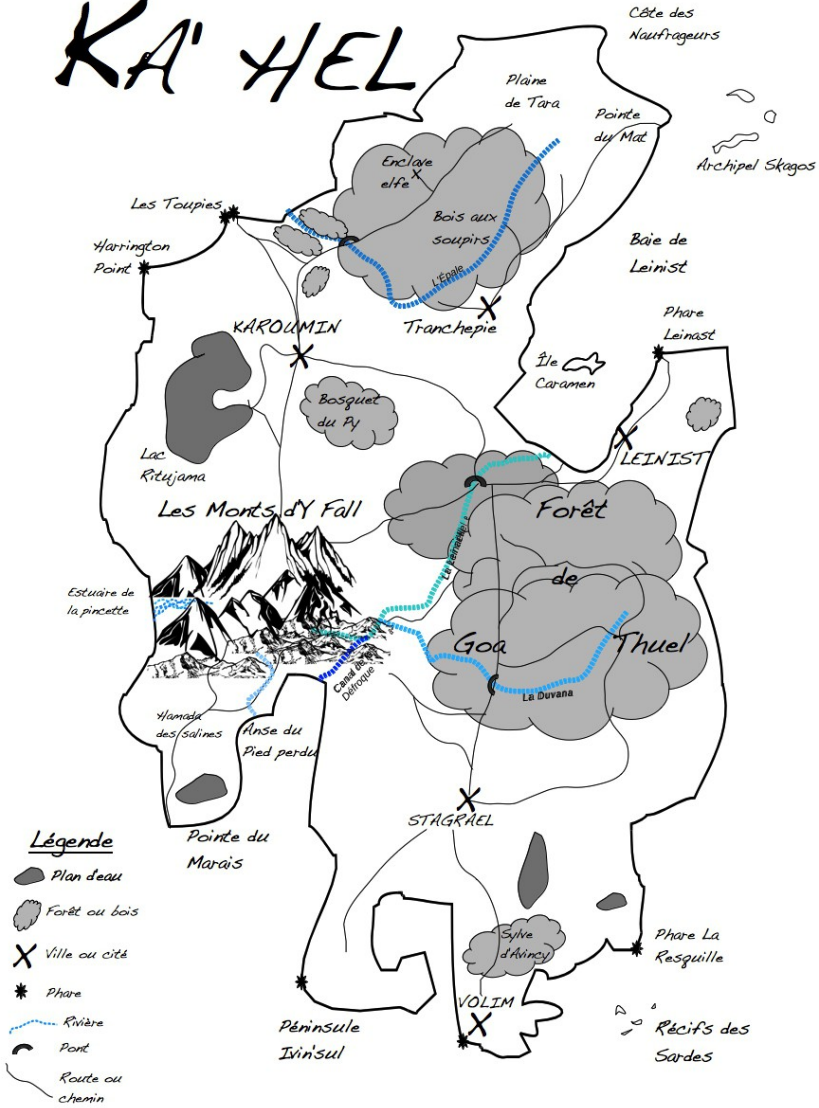 KA' HEL
Côte des
Naufrageurs
Plaine
de Tara
Pointe
du Mat
Archipel Skagos
Enclave
elfe
Les Toupies
Bois aux
soupirs
Harrington
Point
Baie de
Leinist
L'Épale
Phare
Leinast
KAROUMIN
Tranchepie
Île
Caramen
Bosquet
du Py
Lac
Ritujama
LEINIST
Les Monts d'Y Fall
Forêt
de
Goa
Thuel
Estuaire de
la pincette
La Duvana
Canal de la
Défroque
Hamada
des salines
Anse du
Pied perdu
STAGRAEL
Pointe du
Marais
Légende
Plan d'eau
Forêt ou bois
Ville ou cité
Phare
Rivière
Pont
Route ou
chemin
Sylve
d'Avincy
Phare La
Resquille
VOLIM
Péninsule
Ivin'sul
Récifs des
Sardes